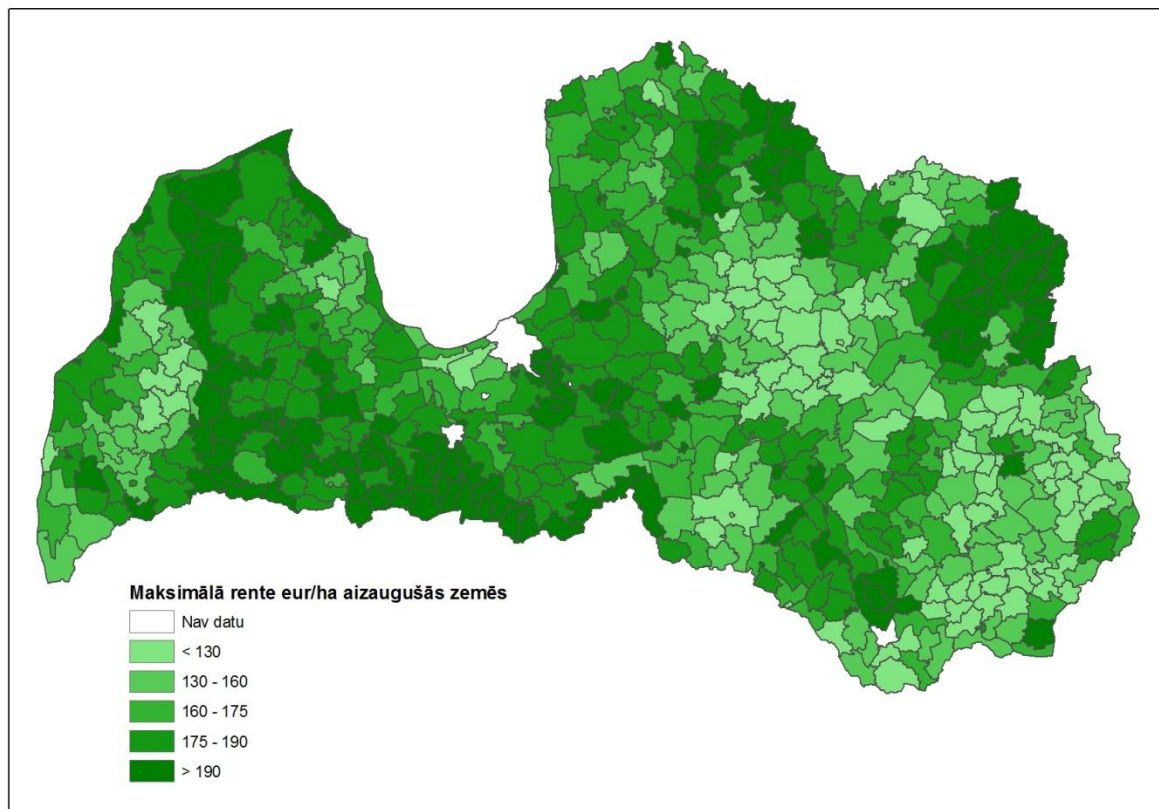 Maksimālā rente eur/ha aizaugušās zemēs
Nav datu
< 130
130 - 160
160 - 175
175 - 190
> 190